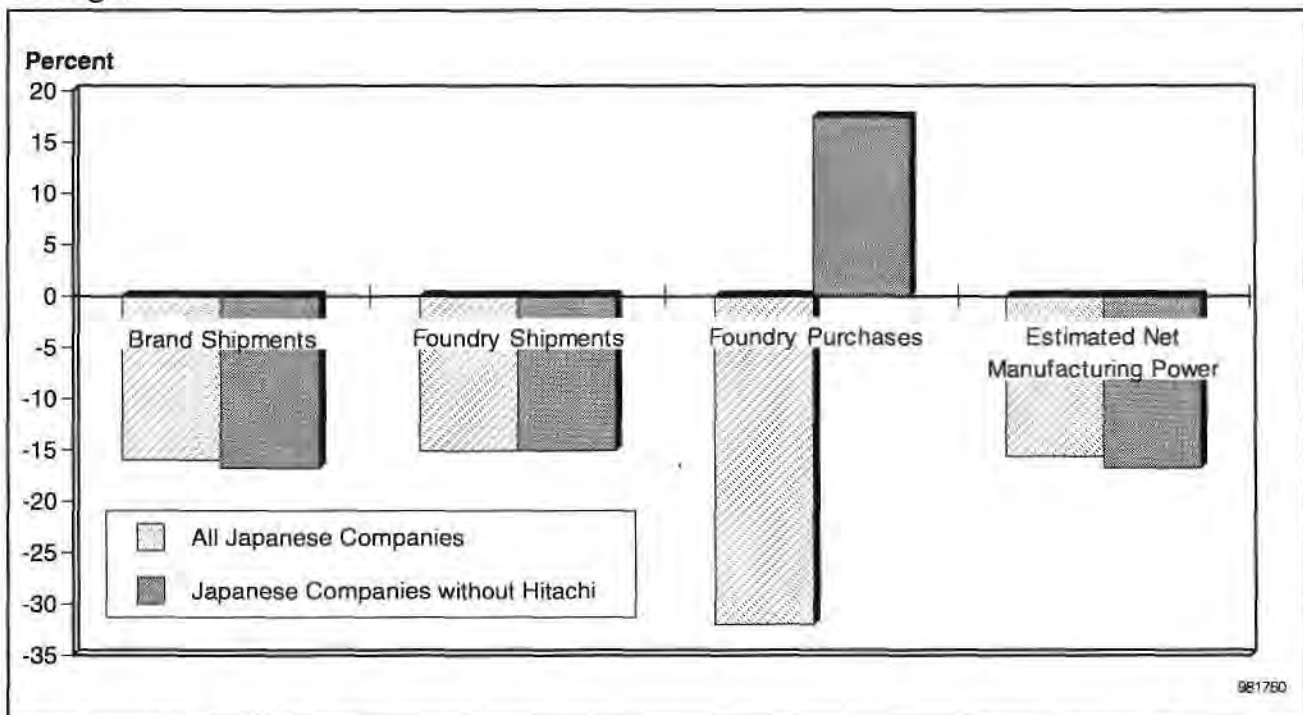 Percent
20
15
10
5
0
-5
-10
-15
-20
-25
-30
-35
Brand Shipments
Foundry Shipments
Foundry Purchases
Estimated Net
Manufacturing Power
All Japanese Companies
Japanese Companies without Hitachi
981760